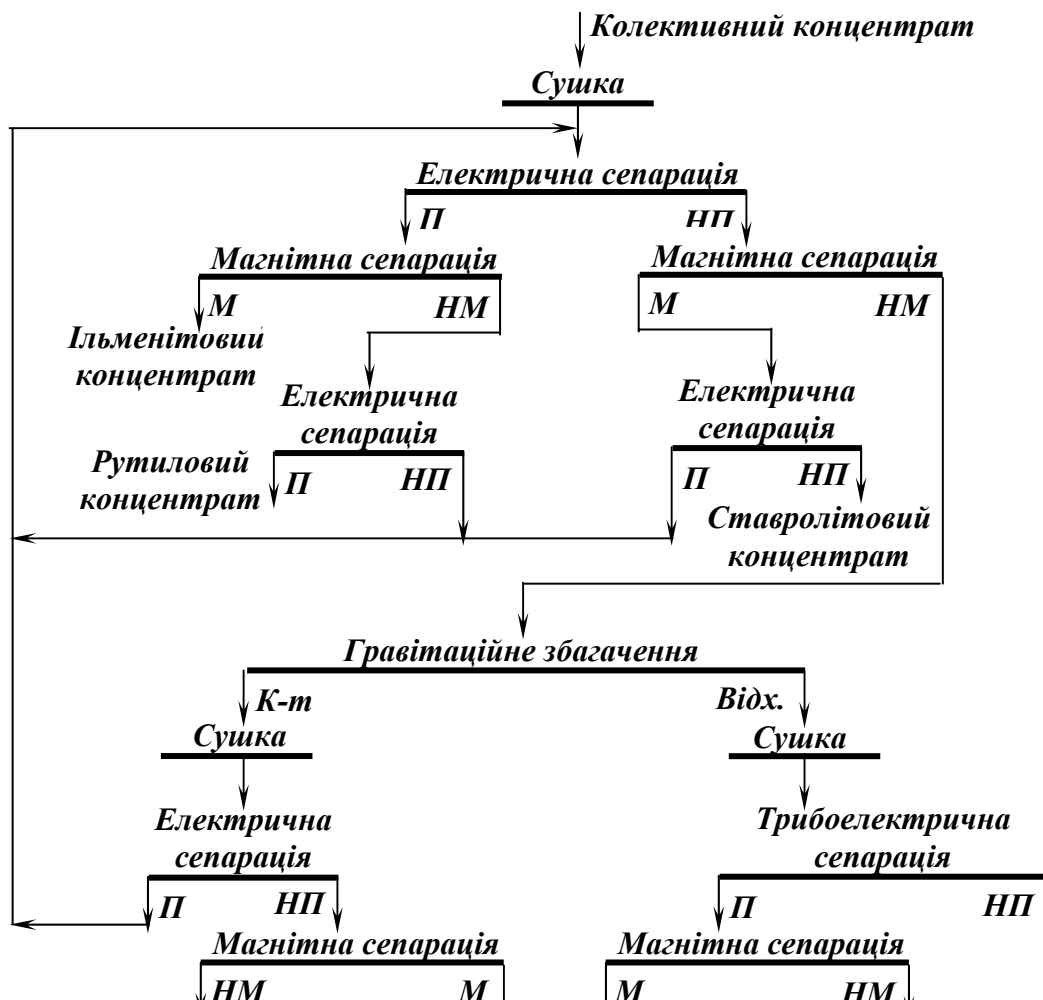 Колективний концентрат
Сушка
Електрична сепарація
П
НП
Магнітна сепарація
Магнітна сепарація
М
НМ
М
НМ
Ільменітовий
концентрат
Електрична
сепарація
Електрична
сепарація
Рутиловий
концентрат
П
НП
П
НП
Ставролітовий
концентрат
Гравітаційне збагачення
К-т
Відх.
Сушка
Сушка
Електрична
сепарація
Трибоелектрична
сепарація
П
НП
П
НП
Магнітна сепарація
Магнітна сепарація
НМ
М
М
НМ